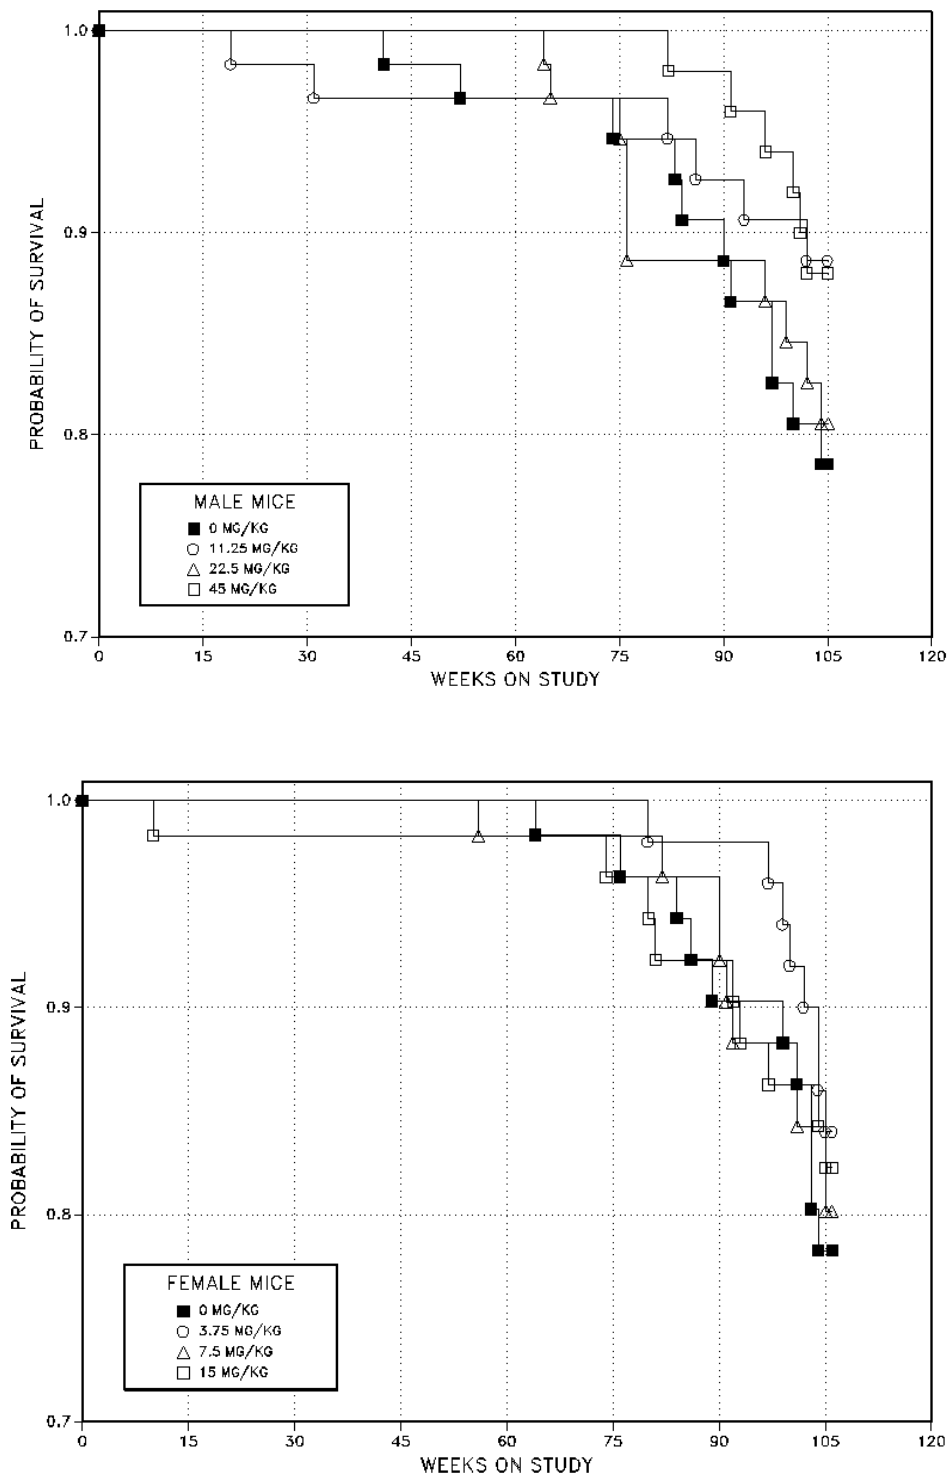 1.0
0.9
0.8
0.7
PROBABILITY OF SURVIVAL
MALE MICE
0 MG/KG
11.25 MG/KG
22.5 MG/KG
45 MG/KG
0 15 30 45 60 75 90 105 120
WEEKS ON STUDY
1.0
0.9
0.8
0.7
PROBABILITY OF SURVIVAL
FEMALE MICE
0 MG/KG
3.75 MG/KG
7.5 MG/KG
15 MG/KG
0 15 30 45 60 75 90 105 120
WEEKS ON STUDY